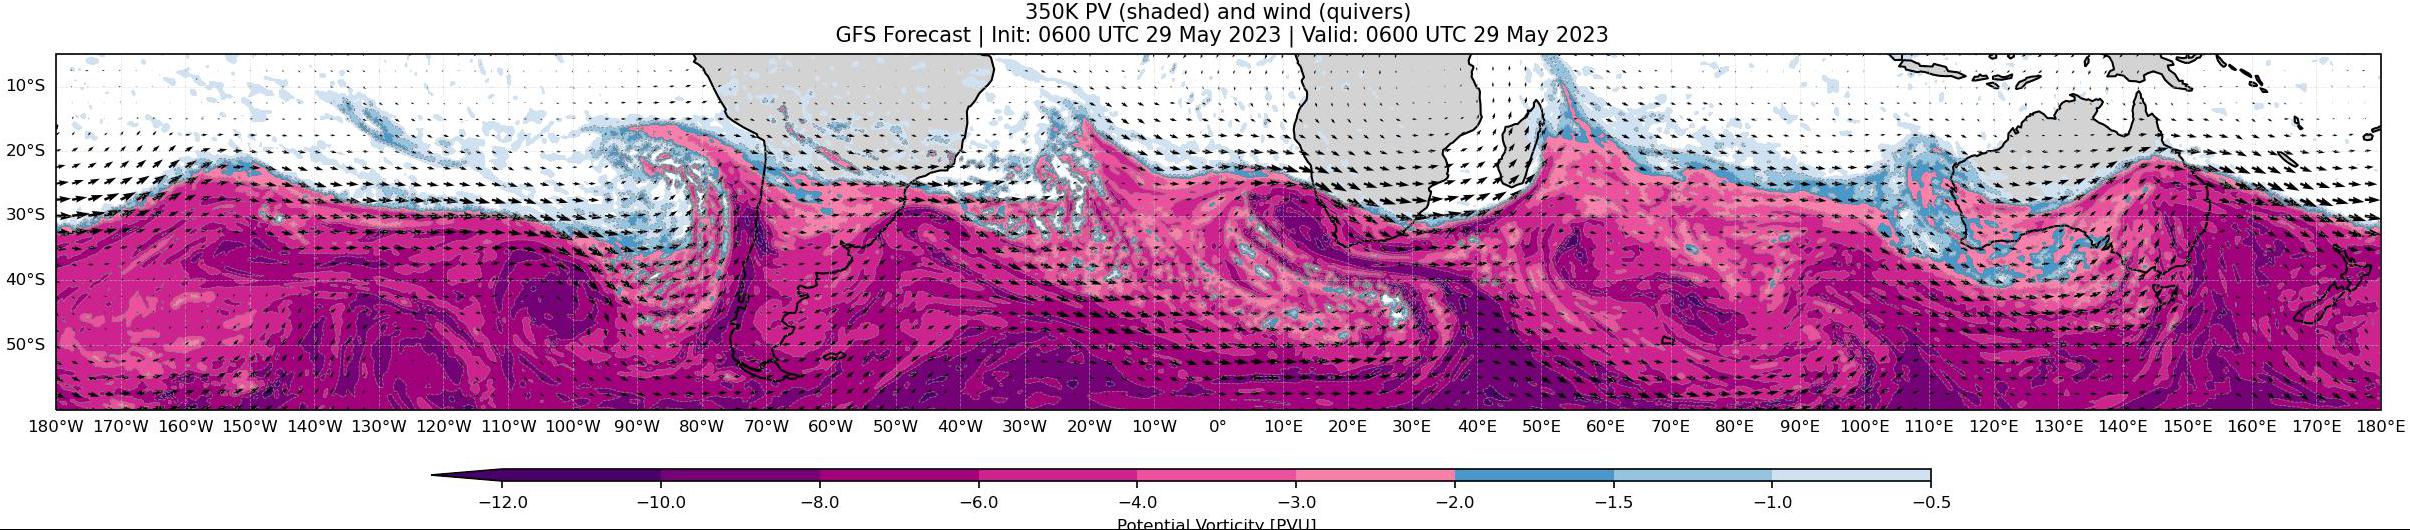 350K PV (shaded) and wind (quivers)
GFS Forecast | Init: 0600 UTC 29 May 2023 | Valid: 0600 UTC 29 May 2023
10°S
20°S
30°S
40°S
50°S
180°W 170°W 160°W 150°W 140°W 130°W 120°W 110°W 100°W 90°W 80°W 70°W 60°W 50°W 40°W 30°W 20°W 10°W 0° 10°E 20°E 30°E 40°E 50°E 60°E 70°E 80°E 90°E 100°E 110°E 120°E 130°E 140°E 150°E 160°E 170°E 180°E
−12.0 −10.0 −8.0 −6.0 −4.0 −3.0 −2.0 −1.5 −1.0 −0.5
Potential Vorticity [PVU]